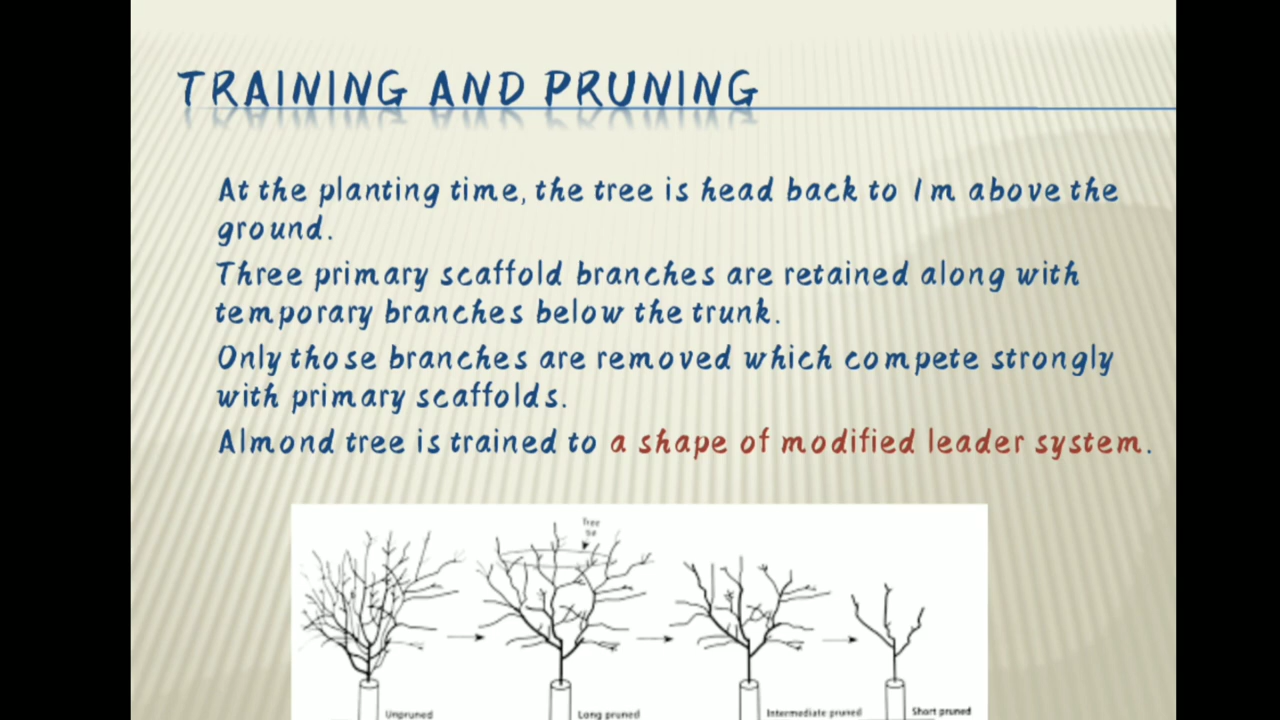 TRAINING AND PRUNING
At the planting time, the tree is head back to 1m above the
ground.
Three primary scaffold branches are retained along with
temporary branches below the trunk.
Only those branches are removed which compete strongly
with primary scaffolds.
Almond tree is trained to a shape of modified leader system.
Tree
tie
Unpruned
Long pruned
Intermediate pruned
Short pruned